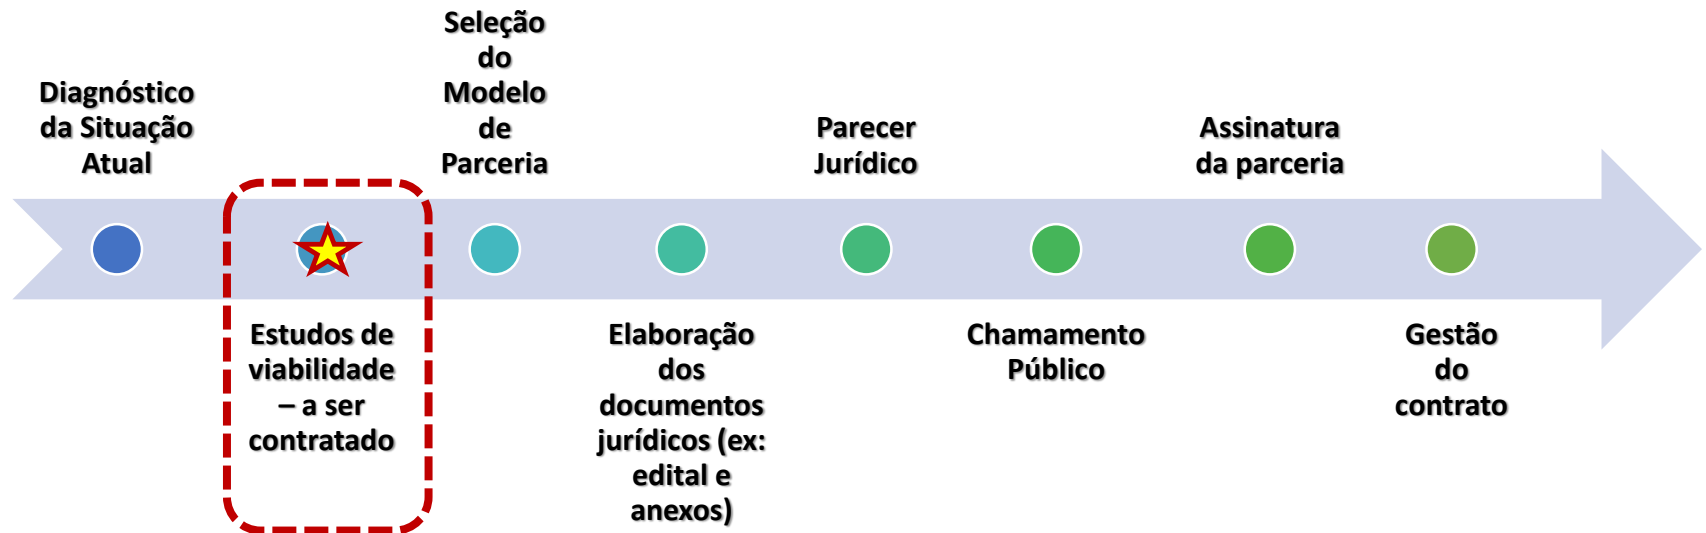 Diagnóstico
da Situação
Atual
Estudos de
viabilidade
– a ser
contratado
Seleção
do
Modelo
de
Parceria
Elaboração
dos
documentos
jurídicos (ex:
edital e
anexos)
Parecer
Jurídico
Chamamento
Público
Assinatura
da parceria
Gestão
do
contrato